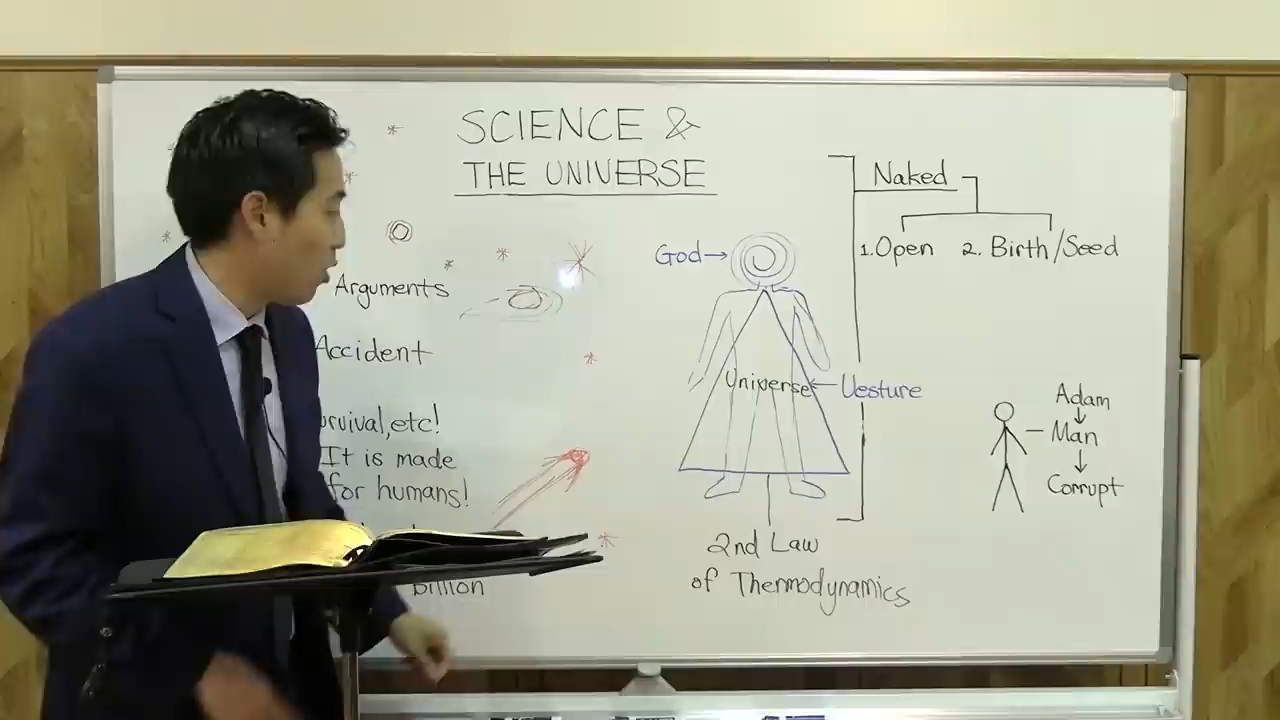 SCIENCE &
THE UNIVERSE
Arguments
Accident
urvival, etc!
It is made
for humans!
billion
God→
Universe
← Vesture
2nd Law
of Thermodynamics
Naked
1. Open 2. Birth/Seed
Adam
↓
Man
↓
Corrupt